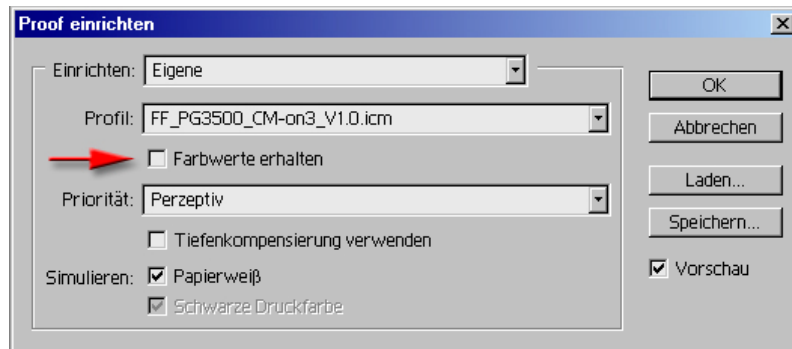 Proof einrichten
Einrichten: Eigene
Profil: FF_PG3500_CM-on3_V1.0.icm
Farbwerte erhalten
Priorität: Perzeptiv
Tiefenkompensierung verwenden
Simulieren: Papierweiß
Schwarze Druckfarbe
OK
Abbrechen
Laden...
Speichern...
Vorschau